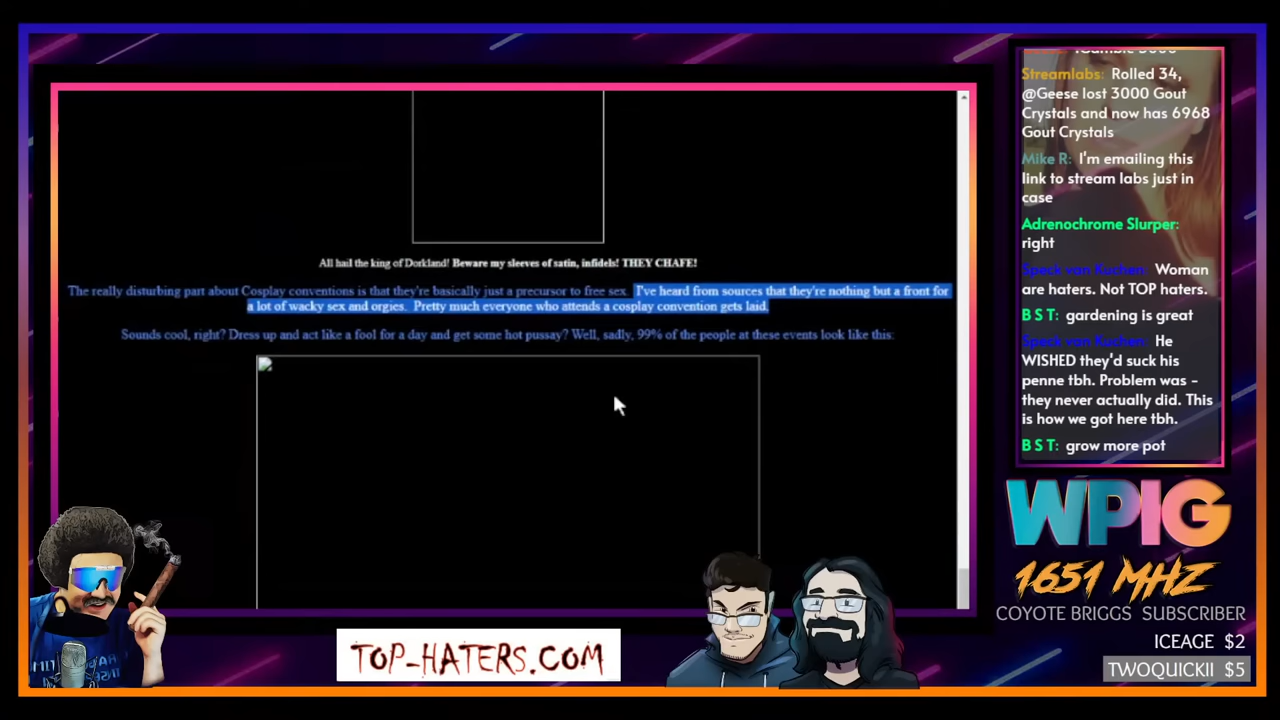 All hail the king of Dorkland! Beware my sleeves of satin, infidels! THEY CHAFE!
The really disturbing part about Cosplay conventions is that they're basically just a precursor to free sex. I've heard from sources that they're nothing but a front for
a lot of wacky sex and orgies. Pretty much everyone who attends a cosplay convention gets laid.
Sounds cool, right? Dress up and act like a fool for a day and get some hot pussay? Well, sadly, 99% of the people at these events look like this:
Streamlabs: Rolled 34,
@Geese lost 3000 Gout
Crystals and now has 6968
Gout Crystals
Mike R: I'm emailing this
link to stream labs just in
case
Adrenochrome Slurper:
right
Speck van Kuchen: Woman
are haters. Not TOP haters.
B S T: gardening is great
Speck van Kuchen: He
WISHED they'd suck his
penne tbh. Problem was -
they never actually did. This
is how we got here tbh.
B S T: grow more pot
WPIG
1651 MHZ
COYOTE BRIGGS SUBSCRIBER
ICEAGE $2
TWOQUICKII $5
TOP-HATERS.COM